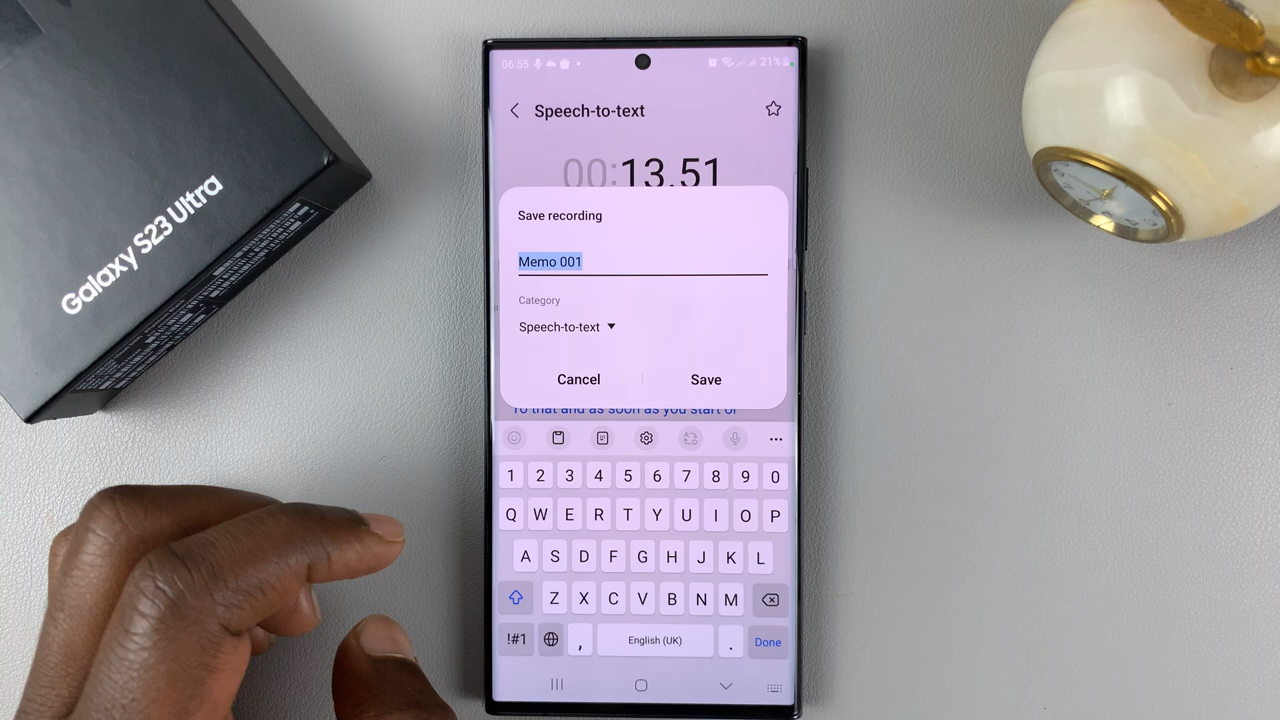 Galaxy S23 Ultra
06:55
21%
Speech-to-text
00:13.51
Save recording
Memo 001
Category
Speech-to-text
Cancel
Save
To that and as soon as you start or
1 2 3 4 5 6 7 8 9 0
Q W E R T Y U I O P
A S D F G H J K L
Z X C V B N M
!#1 , English (UK) . Done